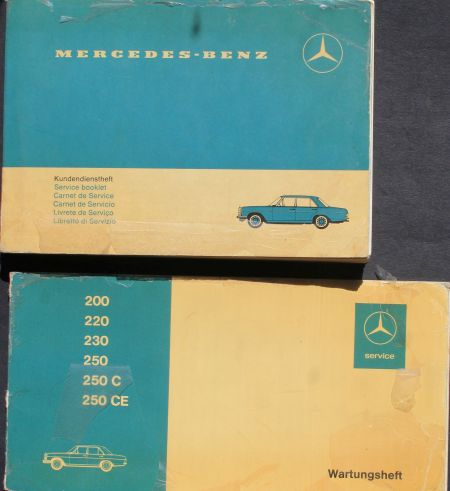 MERCEDES-BENZ
Kundendienstheft
Service booklet
Carnet de Service
Carnet de Servicio
Livrete de Serviço
Libretto di Servizio
200
220
230
250
250 C
250 CE
service
Wartungsheft